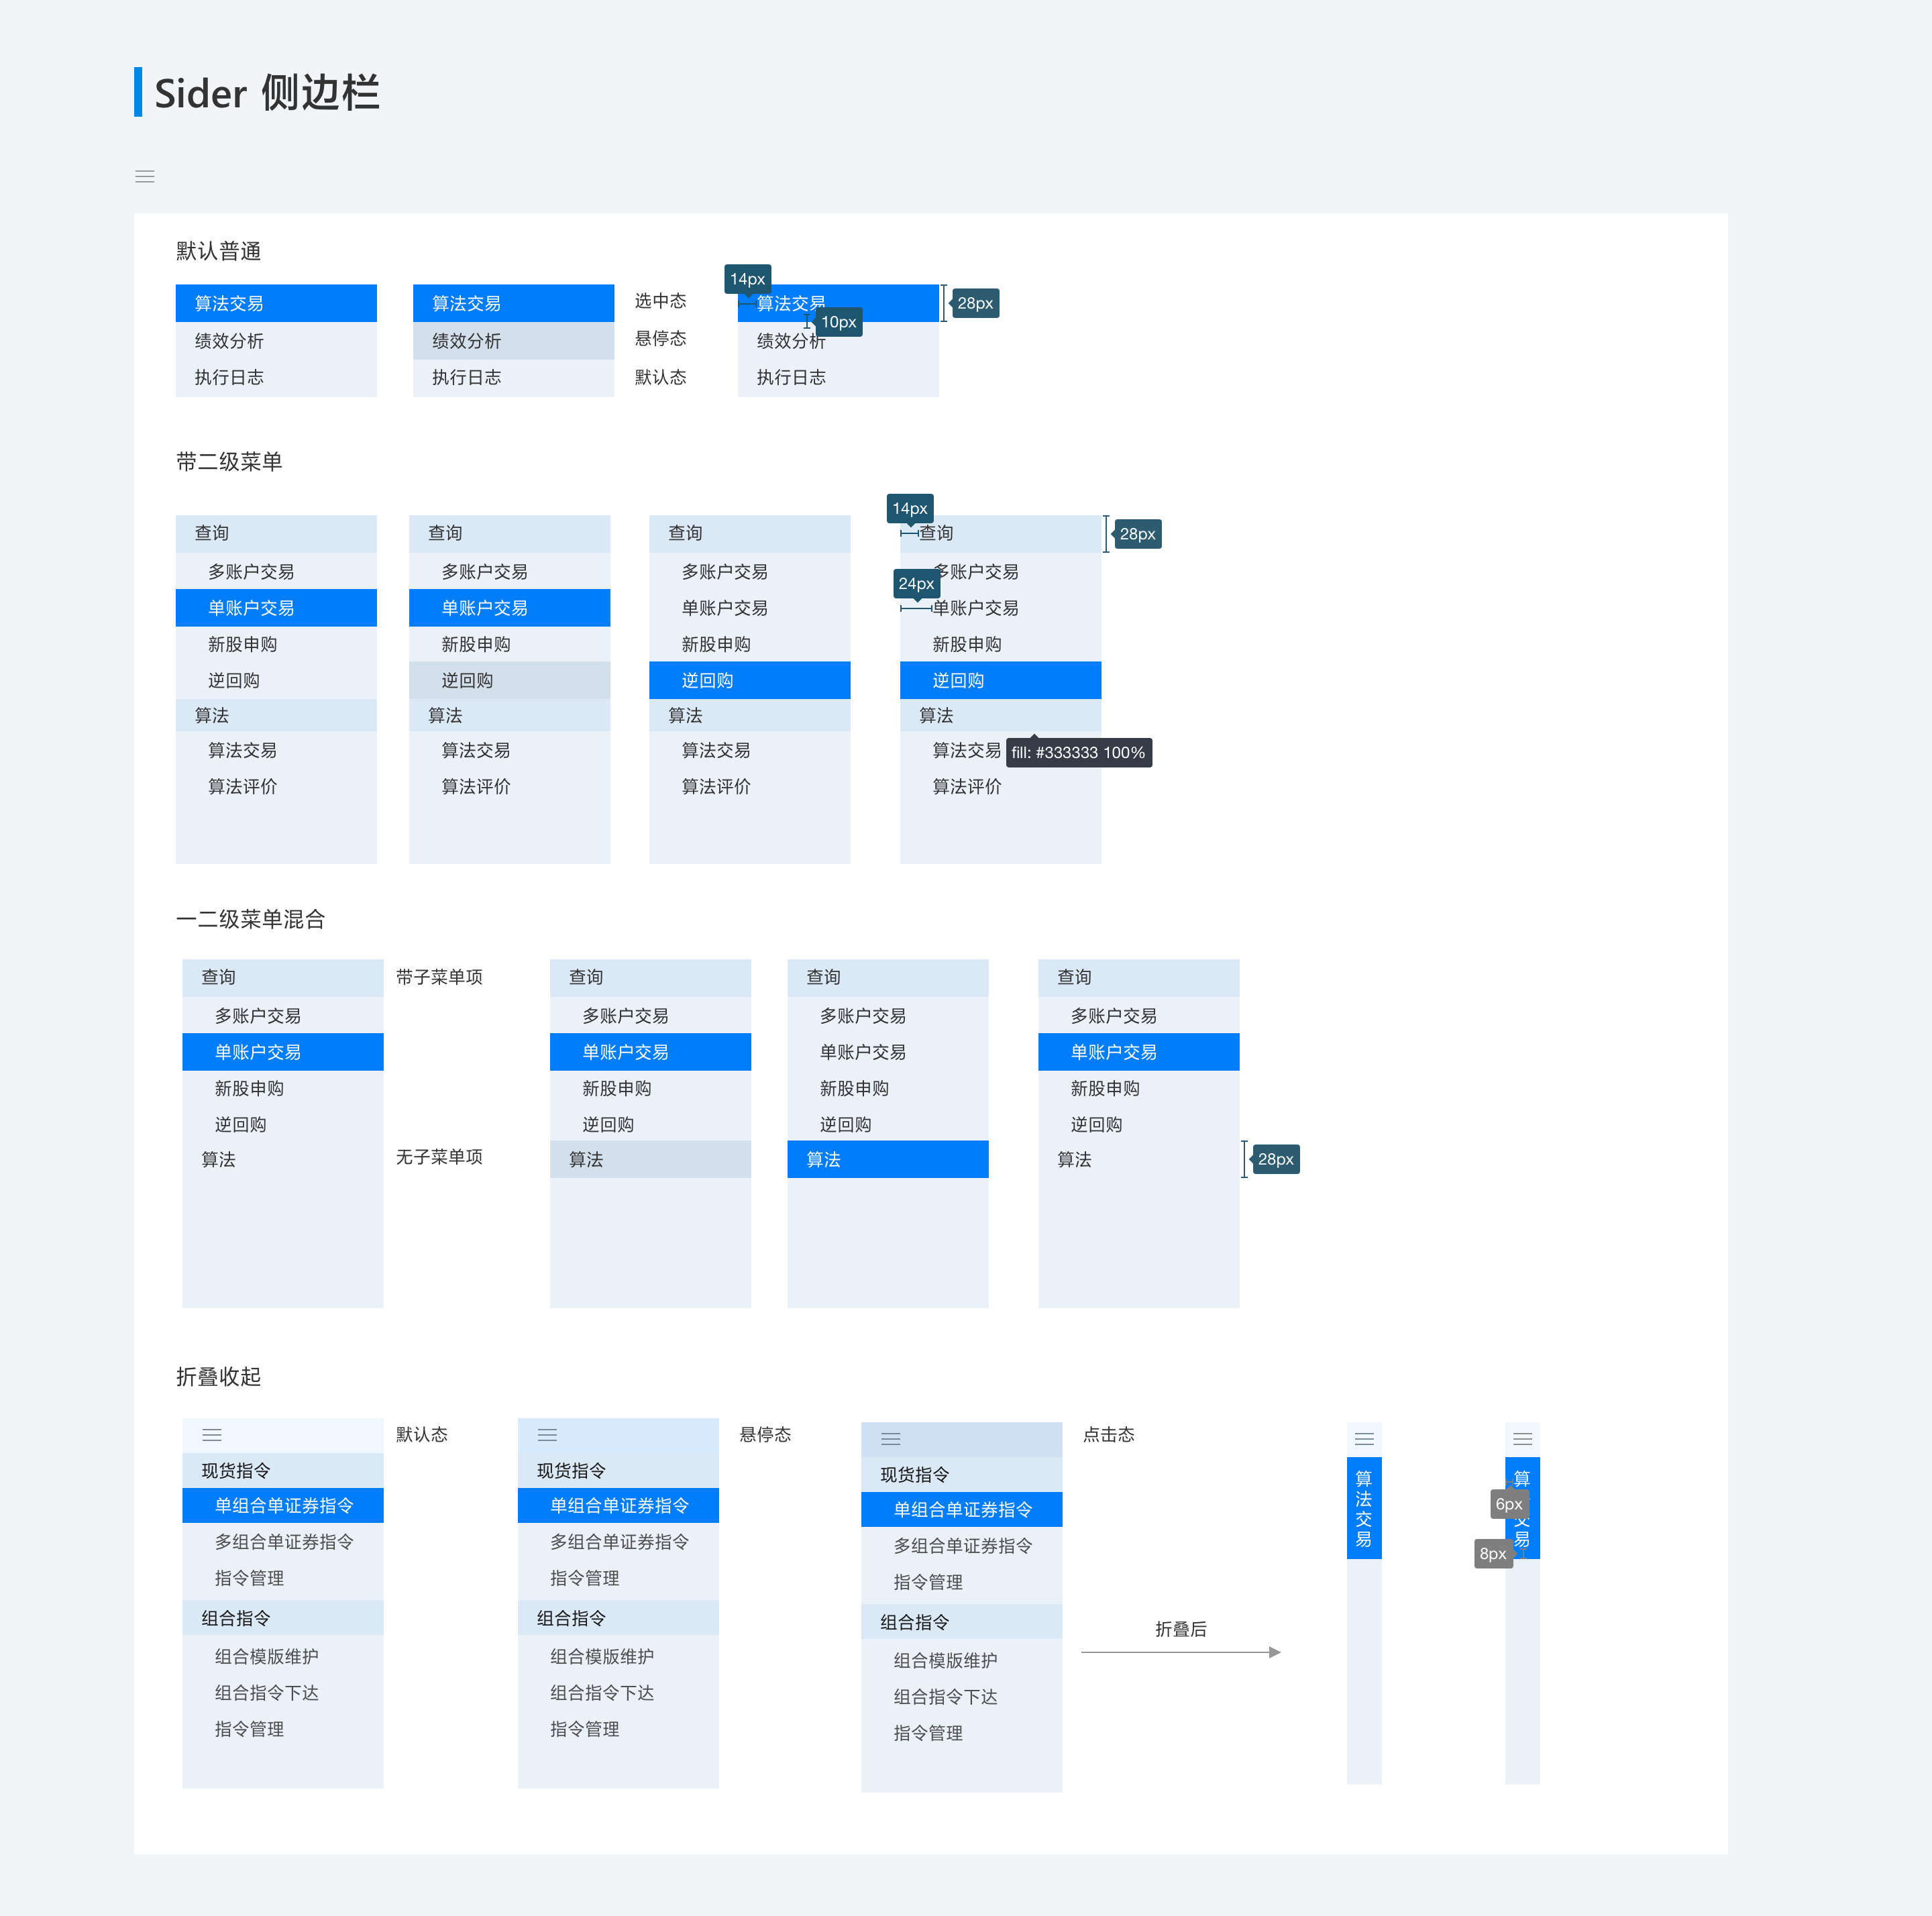 Sider 侧边栏
默认普通
算法交易
绩效分析
执行日志
算法交易
绩效分析
执行日志
选中态
悬停态
默认态
14px
算法交易
28px
10px
绩效分析
执行日志
带二级菜单
查询
多账户交易
单账户交易
新股申购
逆回购
算法
算法交易
算法评价
查询
多账户交易
单账户交易
新股申购
逆回购
算法
算法交易
算法评价
查询
多账户交易
单账户交易
新股申购
逆回购
算法
算法交易
算法评价
14px
查询
28px
多账户交易
24px
单账户交易
新股申购
逆回购
算法
算法交易
fill: #333333 100%
算法评价
一二级菜单混合
查询
多账户交易
单账户交易
新股申购
逆回购
算法
带子菜单项
无子菜单项
查询
多账户交易
单账户交易
新股申购
逆回购
算法
查询
多账户交易
单账户交易
新股申购
逆回购
算法
查询
多账户交易
单账户交易
新股申购
逆回购
算法
28px
折叠收起
默认态
现货指令
单组合单证券指令
多组合单证券指令
指令管理
组合指令
组合模版维护
组合指令下达
指令管理
悬停态
现货指令
单组合单证券指令
多组合单证券指令
指令管理
组合指令
组合模版维护
组合指令下达
指令管理
点击态
现货指令
单组合单证券指令
多组合单证券指令
指令管理
组合指令
组合模版维护
组合指令下达
指令管理
折叠后
算
法
交
易
算
6px
交
易
8px